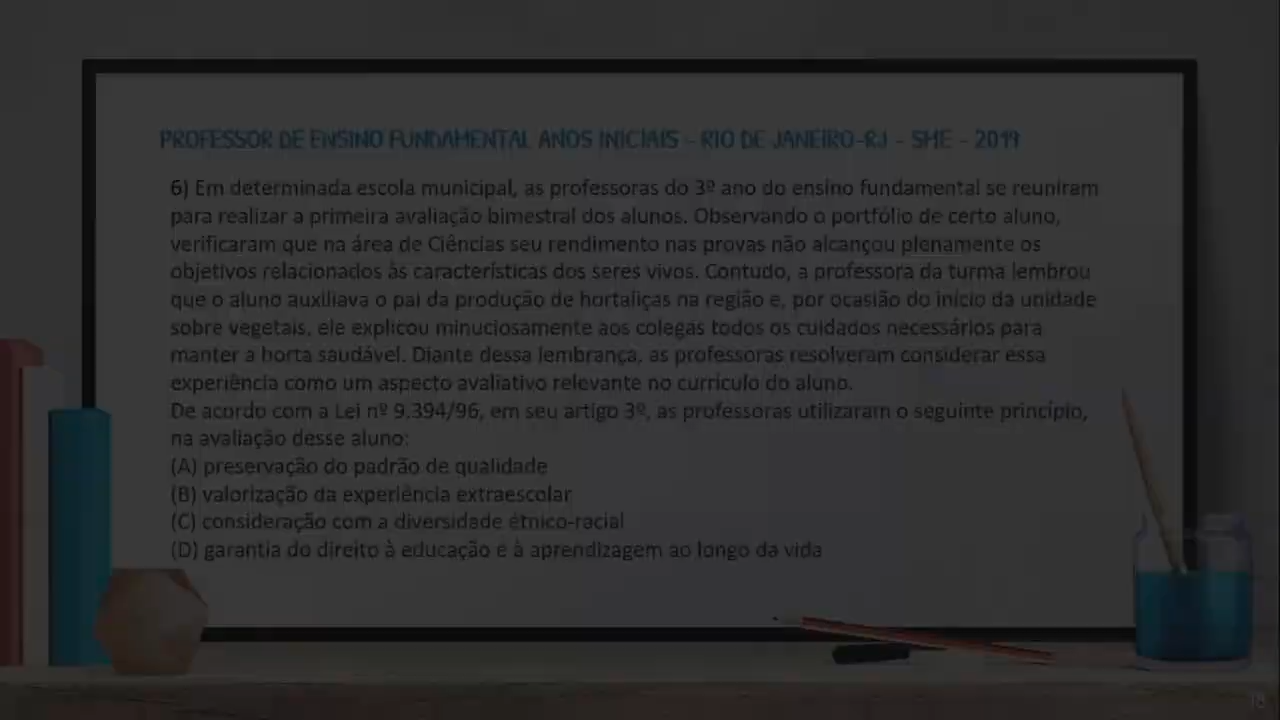 PROFESSOR DE ENSINO FUNDAMENTAL ANOS INICIAIS - RIO DE JANEIRO-RJ - SME - 2019
6) Em determinada escola municipal, as professoras do 3º ano do ensino fundamental se reuniram
para realizar a primeira avaliação bimestral dos alunos. Observando o portfólio de certo aluno,
verificaram que na área de Ciências seu rendimento nas provas não alcançou plenamente os
objetivos relacionados às características dos seres vivos. Contudo, a professora da turma lembrou
que o aluno auxiliava o pai da produção de hortaliças na região e, por ocasião do início da unidade
sobre vegetais, ele explicou minuciosamente aos colegas todos os cuidados necessários para
manter a horta saudável. Diante dessa lembrança, as professoras resolveram considerar essa
experiência como um aspecto avaliativo relevante no currículo do aluno.
De acordo com a Lei nº 9.394/96, em seu artigo 3º, as professoras utilizaram o seguinte princípio,
na avaliação desse aluno:
(A) preservação do padrão de qualidade
(B) valorização da experiência extraescolar
(C) consideração com a diversidade étnico-racial
(D) garantia do direito à educação e à aprendizagem ao longo da vida
18